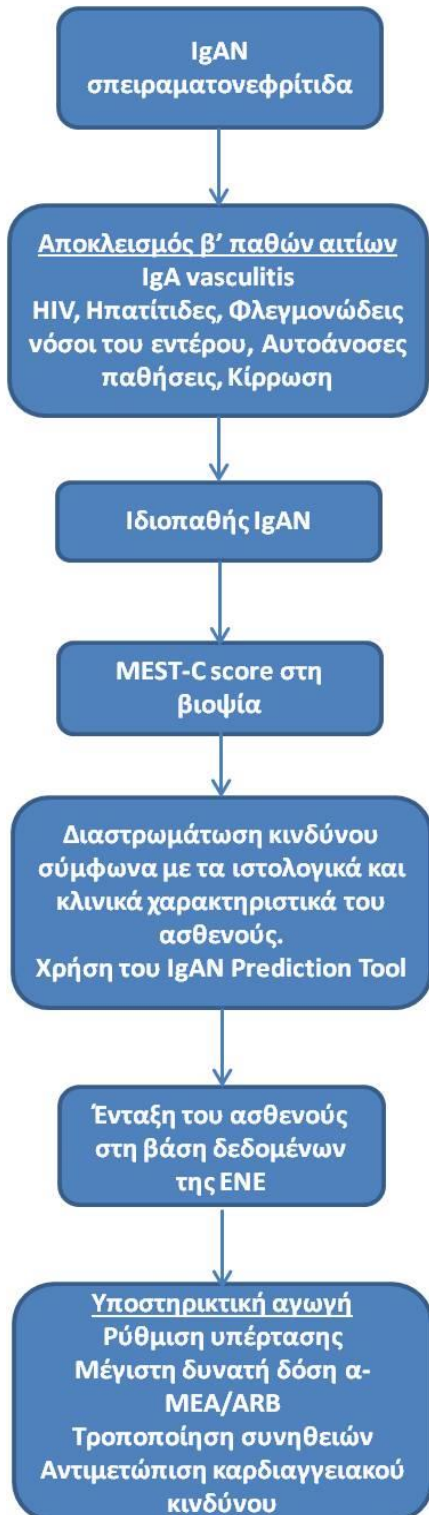 IgAN
σπειραματονεφρίτιδα
Αποκλεισμός β’ παθών αιτίων
IgA vasculitis
HIV, Ηπατίτιδες, Φλεγμονώδεις
νόσοι του εντέρου, Αυτοάνοσες
παθήσεις, Κίρρωση
Ιδιοπαθής IgAN
MEST-C score στη
βιοψία
Διαστρωμάτωση κινδύνου
σύμφωνα με τα ιστολογικά και
κλινικά χαρακτηριστικά του
ασθενούς.
Χρήση του IgAN Prediction Tool
Ένταξη του ασθενούς
στη βάση δεδομένων
της ΕΝΕ
Υποστηρικτική αγωγή
Ρύθμιση υπέρτασης
Μέγιστη δυνατή δόση α-
ΜΕΑ/ARB
Τροποποίηση συνηθειών
Αντιμετώπιση καρδιαγγειακού
κινδύνου